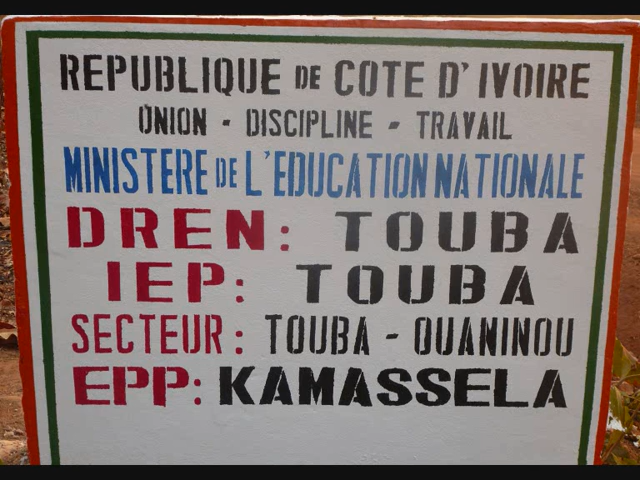 REPUBLIQUE DE COTE D'IVOIRE
UNION - DISCIPLINE - TRAVAIL
MINISTERE DE L'EDUCATION NATIONALE
DREN: TOUBA
IEP: TOUBA
SECTEUR: TOUBA - OUANINOU
EPP: KAMASSELA